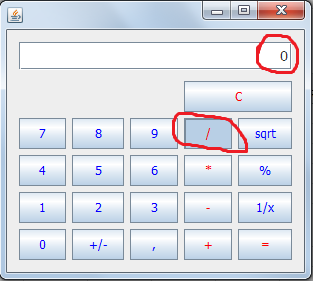 0
C
7 8 9 / sqrt
4 5 6 * %
1 2 3 - 1/x
0 +/- , + =